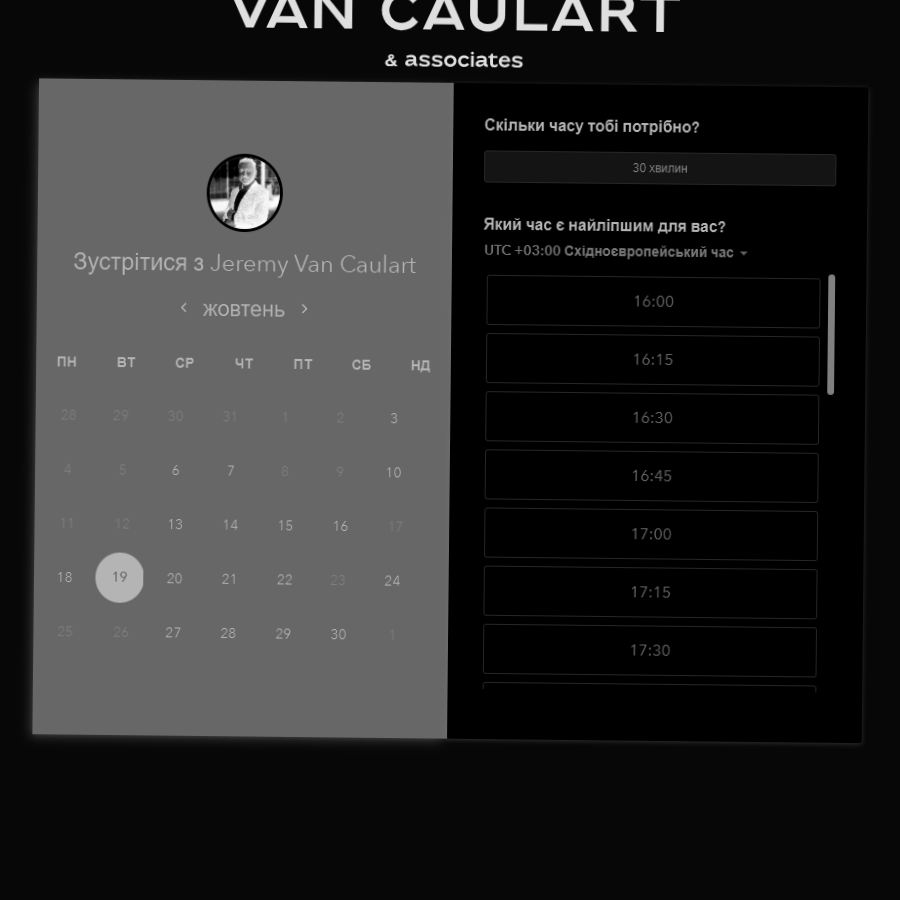 VAN CAULART
& associates
Зустрітися з Jeremy Van Caulart
жовтень
ПН ВТ СР ЧТ ПТ СБ НД
28 29 30 31 1 2 3
4 5 6 7 8 9 10
11 12 13 14 15 16 17
18 19 20 21 22 23 24
25 26 27 28 29 30 1
Скільки часу тобі потрібно?
30 хвилин
Який час є найліпшим для вас?
UTC +03:00 Східноєвропейський час
16:00
16:15
16:30
16:45
17:00
17:15
17:30